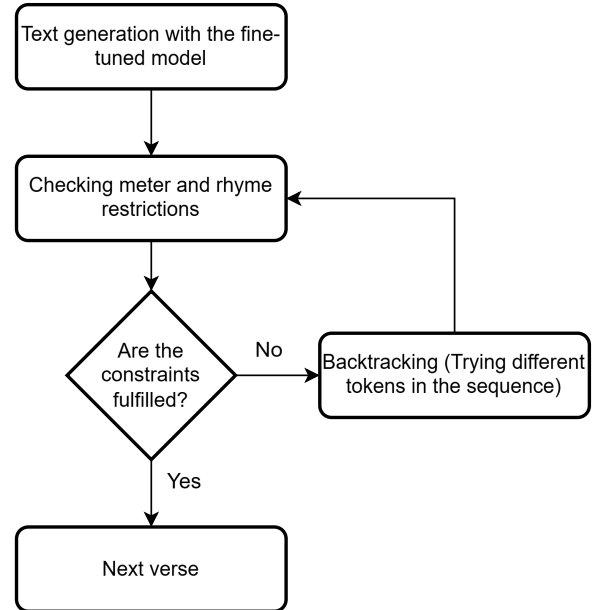 Text generation with the fine-
tuned model
Checking meter and rhyme
restrictions
Are the
constraints
fulfilled?
No
Backtracking (Trying different
tokens in the sequence)
Yes
Next verse